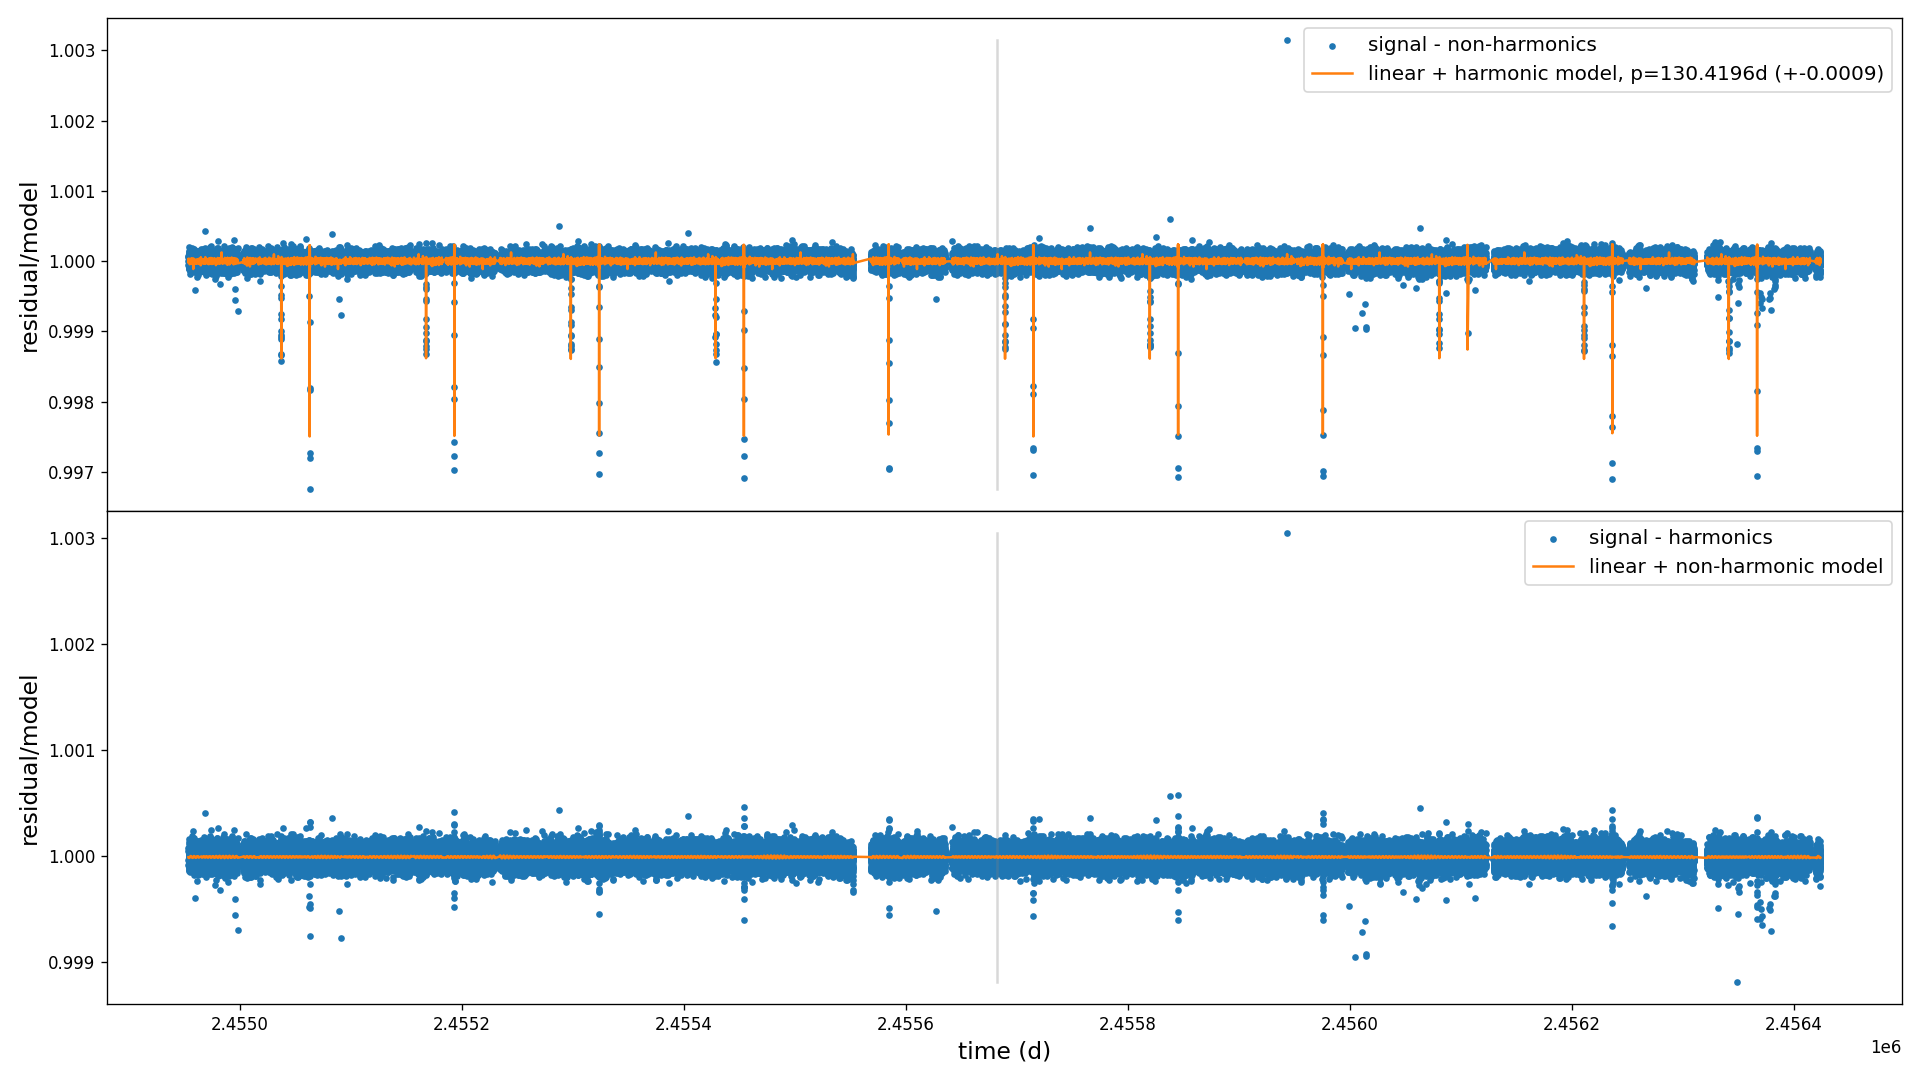 1.003
1.002
1.001
1.000
0.999
0.998
0.997
residual/model
signal - non-harmonics
linear + harmonic model, p=130.4196d (+-0.0009)
1.003
1.002
1.001
1.000
0.999
residual/model
signal - harmonics
linear + non-harmonic model
2.4550 2.4552 2.4554 2.4556 2.4558 2.4560 2.4562 2.4564
1e6
time (d)